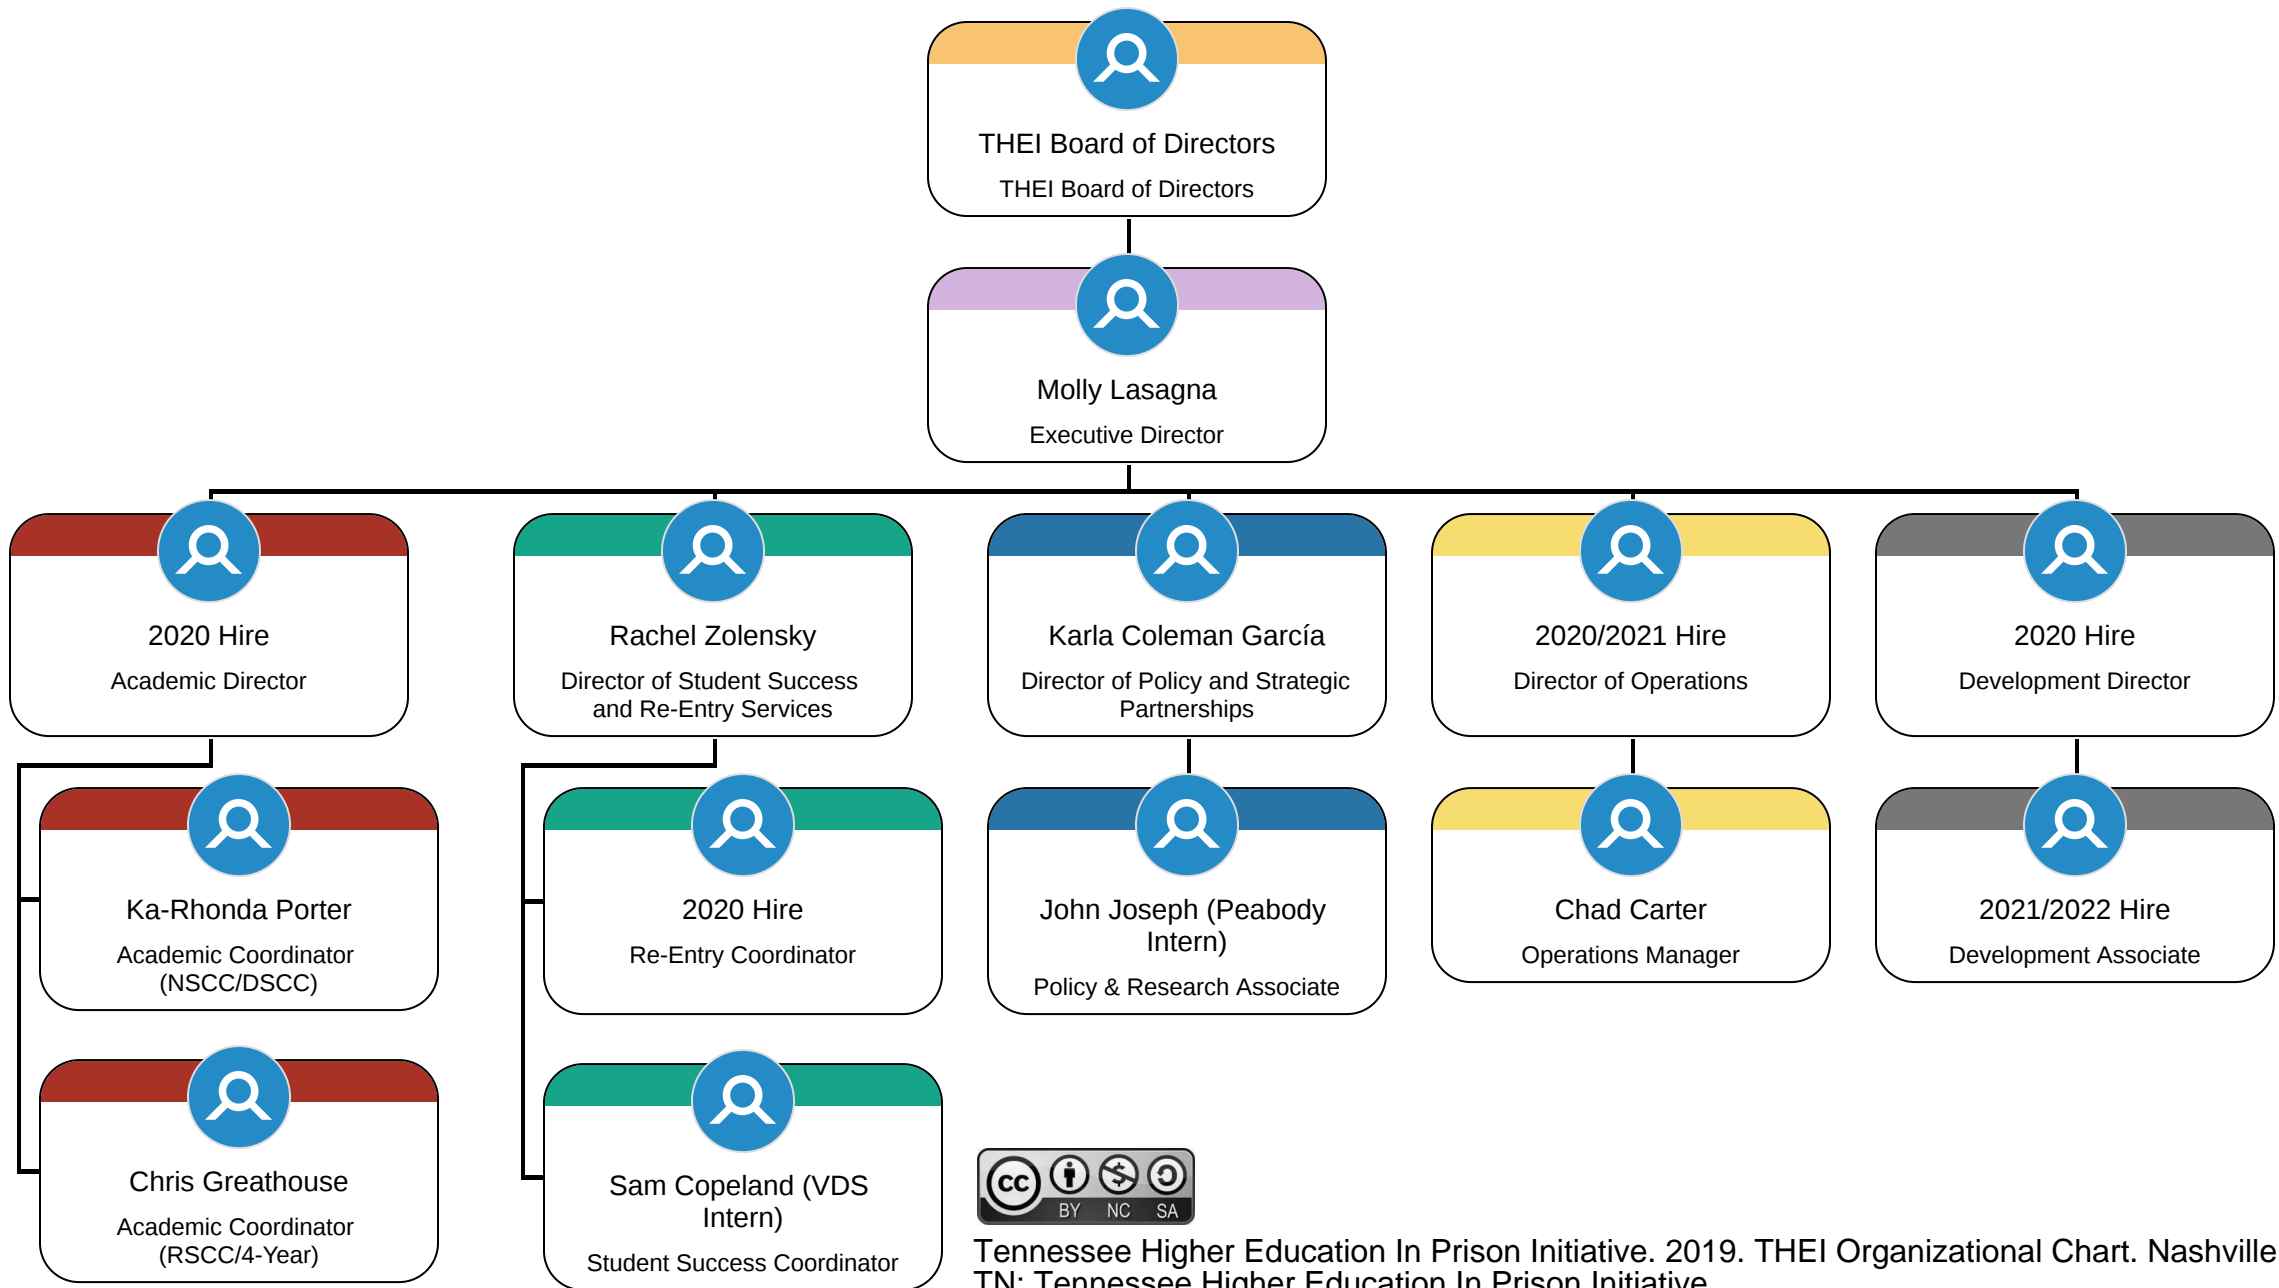 THEI Board of Directors
THEI Board of Directors
Molly Lasagna
Executive Director
2020 Hire
Academic Director
Rachel Zolensky
Director of Student Success
and Re-Entry Services
Karla Coleman García
Director of Policy and Strategic
Partnerships
2020/2021 Hire
Director of Operations
2020 Hire
Development Director
Ka-Rhonda Porter
Academic Coordinator
(NSCC/DSCC)
2020 Hire
Re-Entry Coordinator
John Joseph (Peabody
Intern)
Policy & Research Associate
Chad Carter
Operations Manager
2021/2022 Hire
Development Associate
Chris Greathouse
Academic Coordinator
(RSCC/4-Year)
Sam Copeland (VDS
Intern)
Student Success Coordinator
cc
BY NC SA
Tennessee Higher Education In Prison Initiative. 2019. THEI Organizational Chart. Nashville
TN: Tennessee Higher Education In Prison Initiative